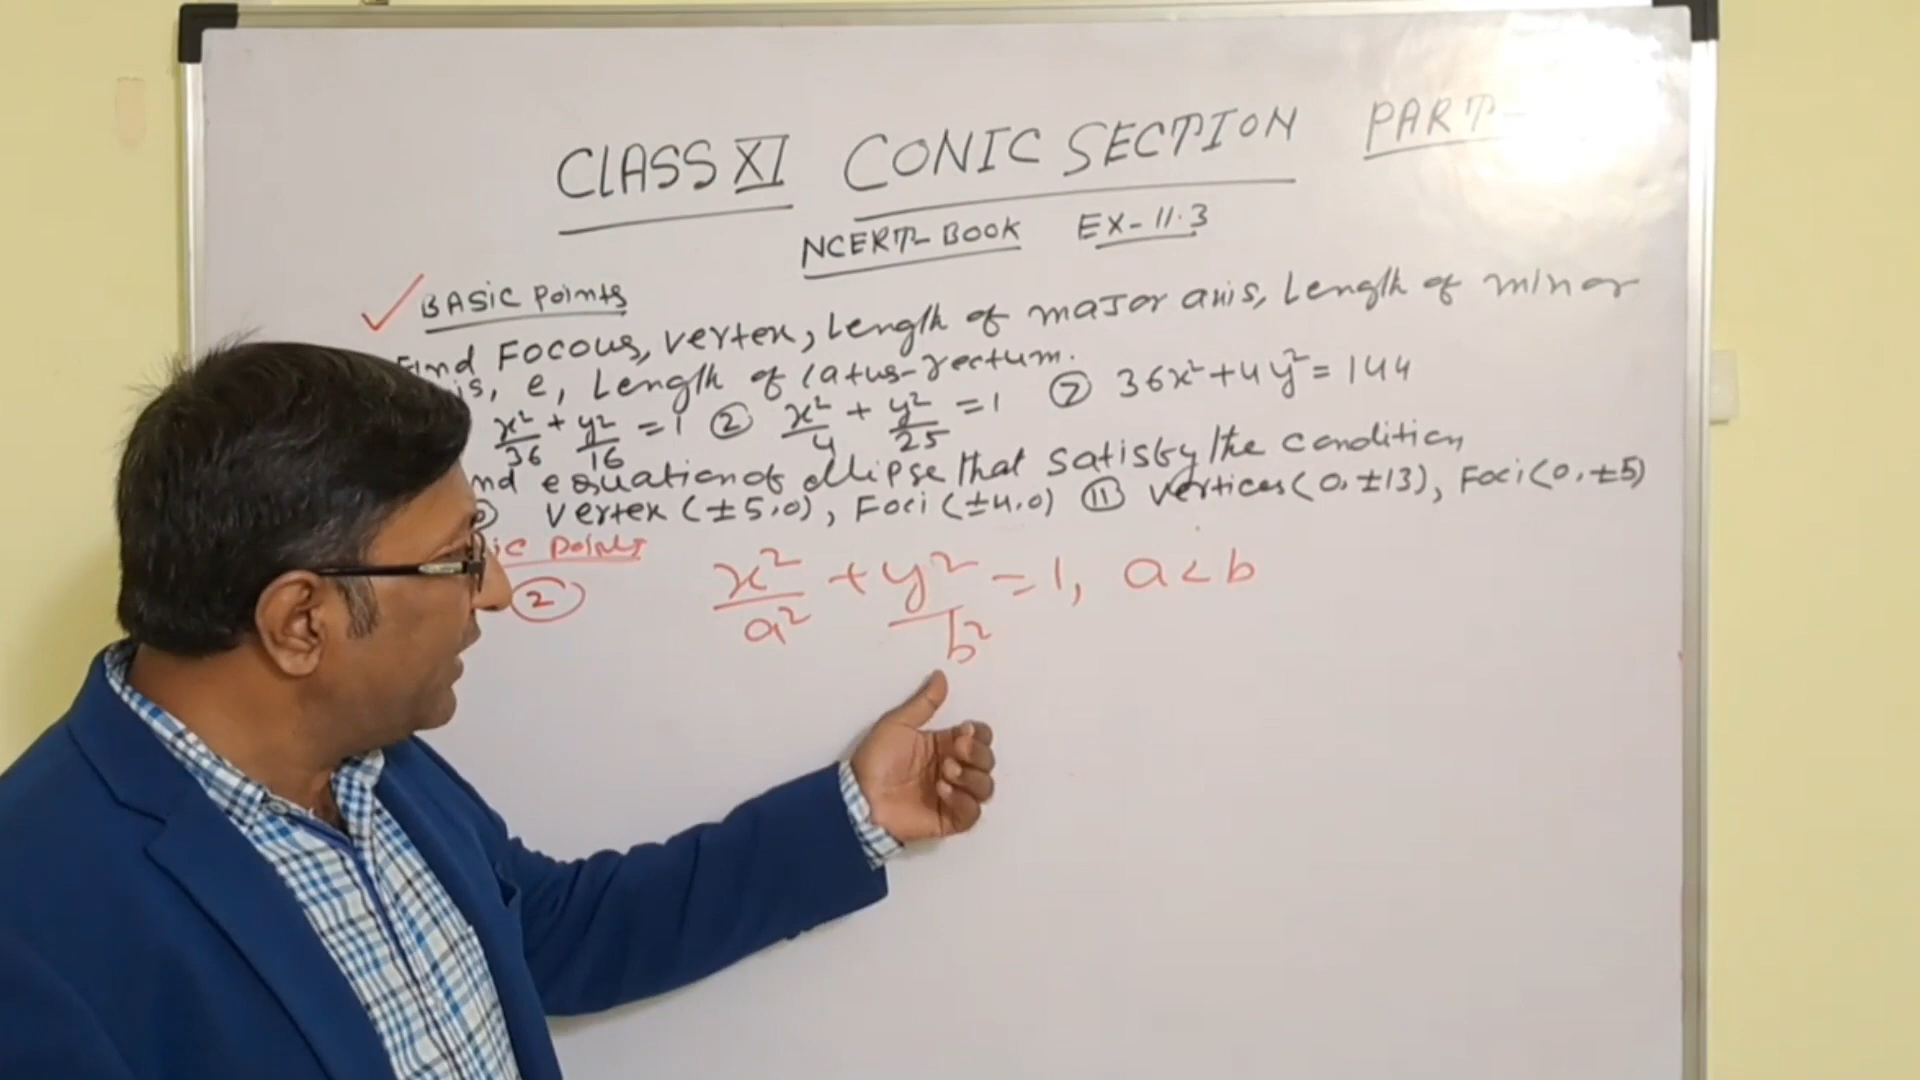 CLASS XI CONIC SECTION PART-
NCERT-BOOK EX-11.3
✓ BASIC Points
Find Focous, vertex, Length of major axis, Length of minor
is, e, Length of latus-rectum.
x²/36 + y²/16 = 1 ② x²/4 + y²/25 = 1 ⑦ 36x² + 4y² = 144
nd equation of ellipse that satisfy the condition
Vertex (±5,0), Foci (±4,0) ⑪ Vertices (0, ±13), Foci (0, ±5)
ic points
② x²/a² + y²/b² = 1, a < b